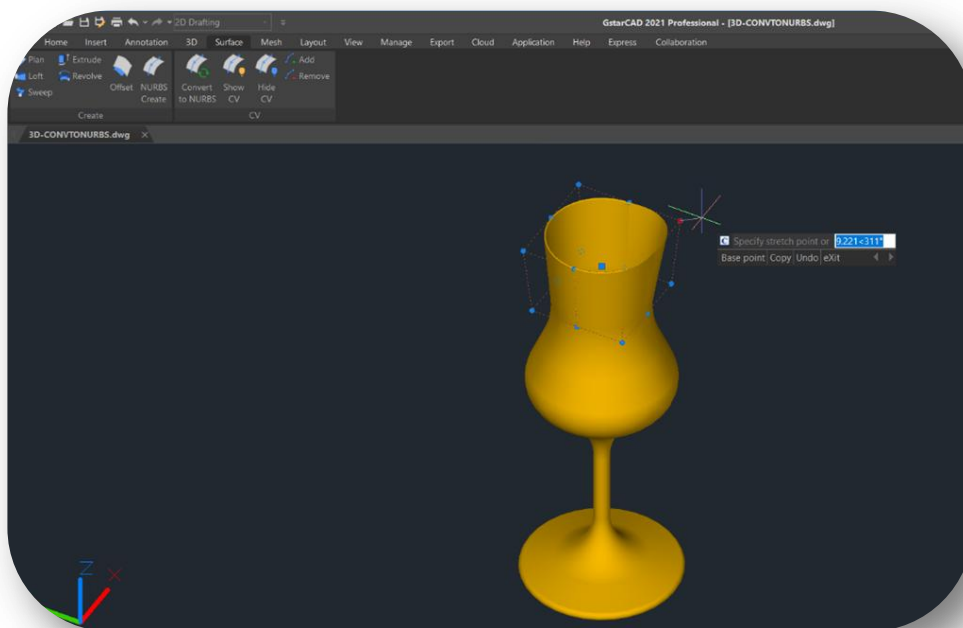 2D Drafting
GstarCAD 2021 Professional - [3D-CONVTONURBS.dwg]
Home Insert Annotation 3D Surface Mesh Layout View Manage Export Cloud Application Help Express Collaboration
Plan Extrude Add
Loft Revolve Offset NURBS Convert Show Hide Remove
Sweep Create to NURBS CV CV
Create CV
3D-CONVTONURBS.dwg
Specify stretch point or 9.221<311°
Base point Copy Undo eXit
Z X